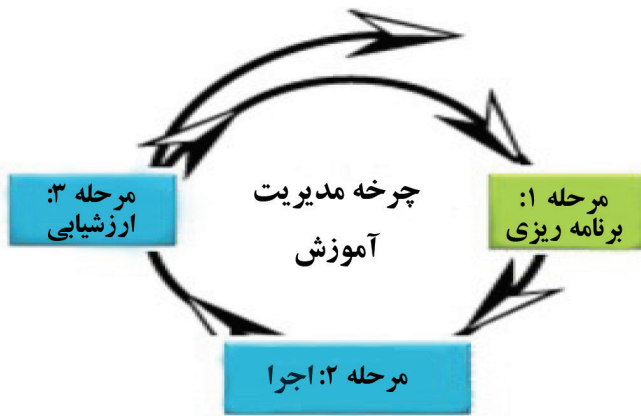 چرخه مدیریت
آموزش
مرحله ۱:
برنامه ریزی
مرحله ۲: اجرا
مرحله ۳:
ارزشیابی